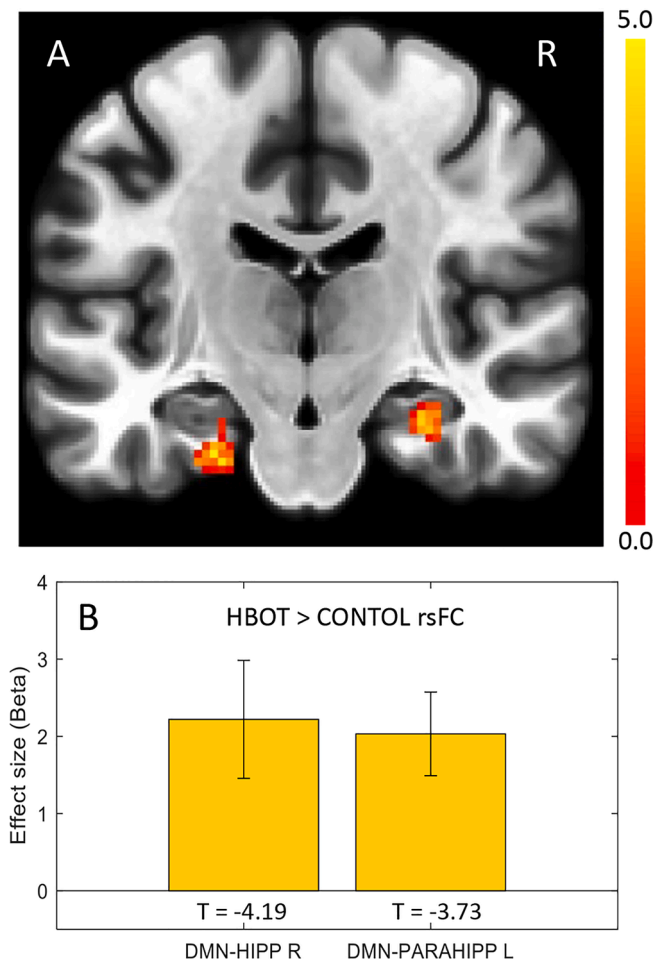 A
R
5.0
0.0
B
HBOT > CONTOL rsFC
Effect size (Beta)
4
3
2
1
0
T = -4.19
T = -3.73
DMN-HIPP R
DMN-PARAHIPP L